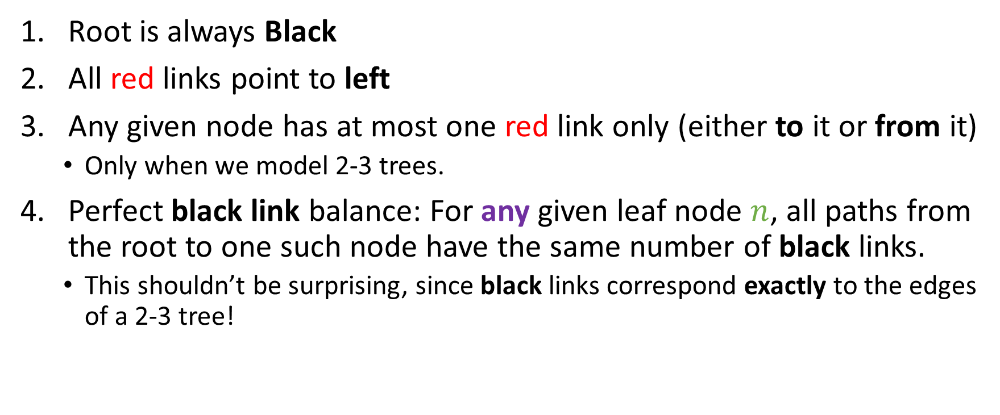 1. Root is always Black
2. All red links point to left
3. Any given node has at most one red link only (either to it or from it)
• Only when we model 2-3 trees.
4. Perfect black link balance: For any given leaf node 𝑛, all paths from
the root to one such node have the same number of black links.
• This shouldn’t be surprising, since black links correspond exactly to the edges
of a 2-3 tree!